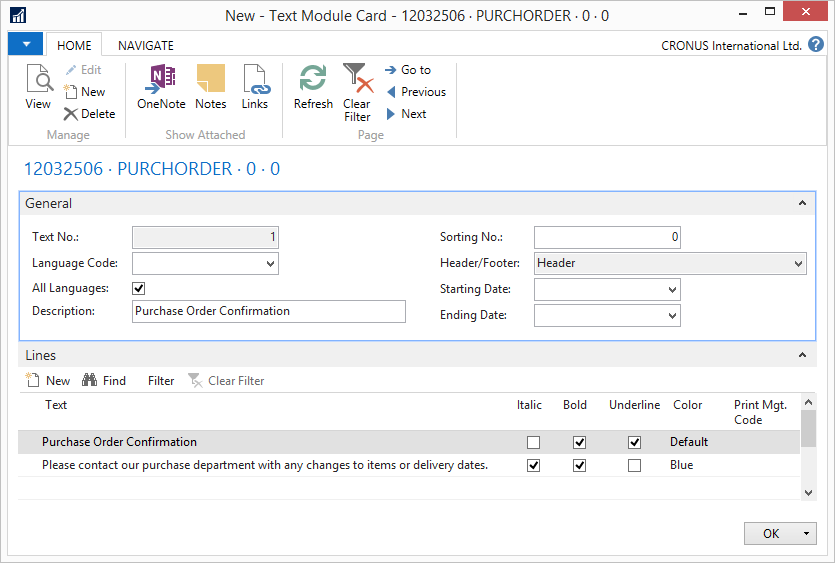 New - Text Module Card - 12032506 · PURCHORDER · 0 · 0
HOME NAVIGATE CRONUS International Ltd. ?
View Edit New Delete
Manage
OneNote Notes Links
Show Attached
Refresh Clear Filter Go to Previous Next
Page
12032506 · PURCHORDER · 0 · 0
General
Text No.: 1 Sorting No.: 0
Language Code: Header/Footer: Header
All Languages: Starting Date:
Description: Purchase Order Confirmation Ending Date:
Lines
New Find Filter Clear Filter
Text Italic Bold Underline Color Print Mgt. Code
Purchase Order Confirmation Default
Please contact our purchase department with any changes to items or delivery dates. Blue
OK